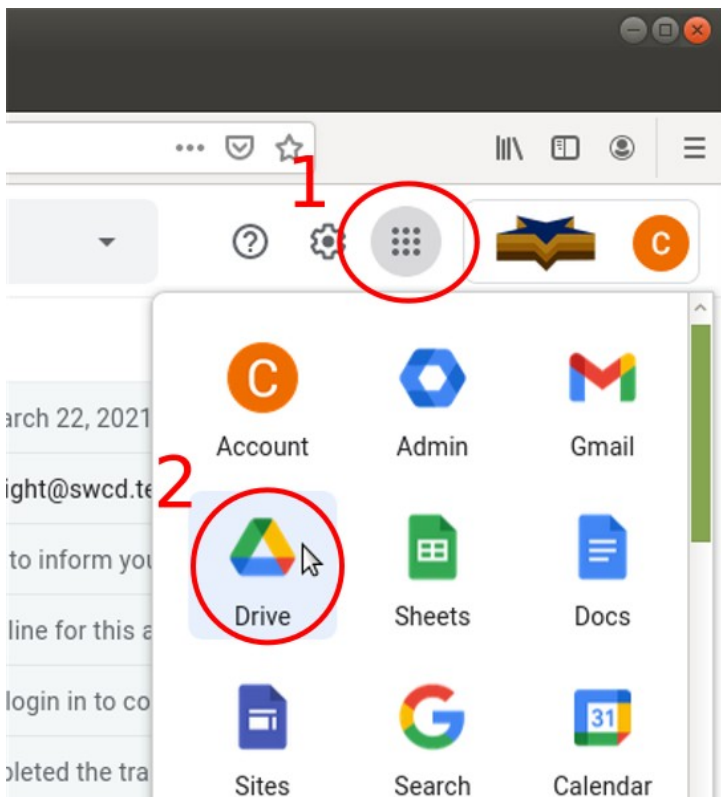 1
C
C
Account Admin Gmail
arch 22, 2021
ight@swcd.te
2
to inform you
Drive Sheets Docs
line for this a
login in to co
31
pleted the tra
Sites Search Calendar